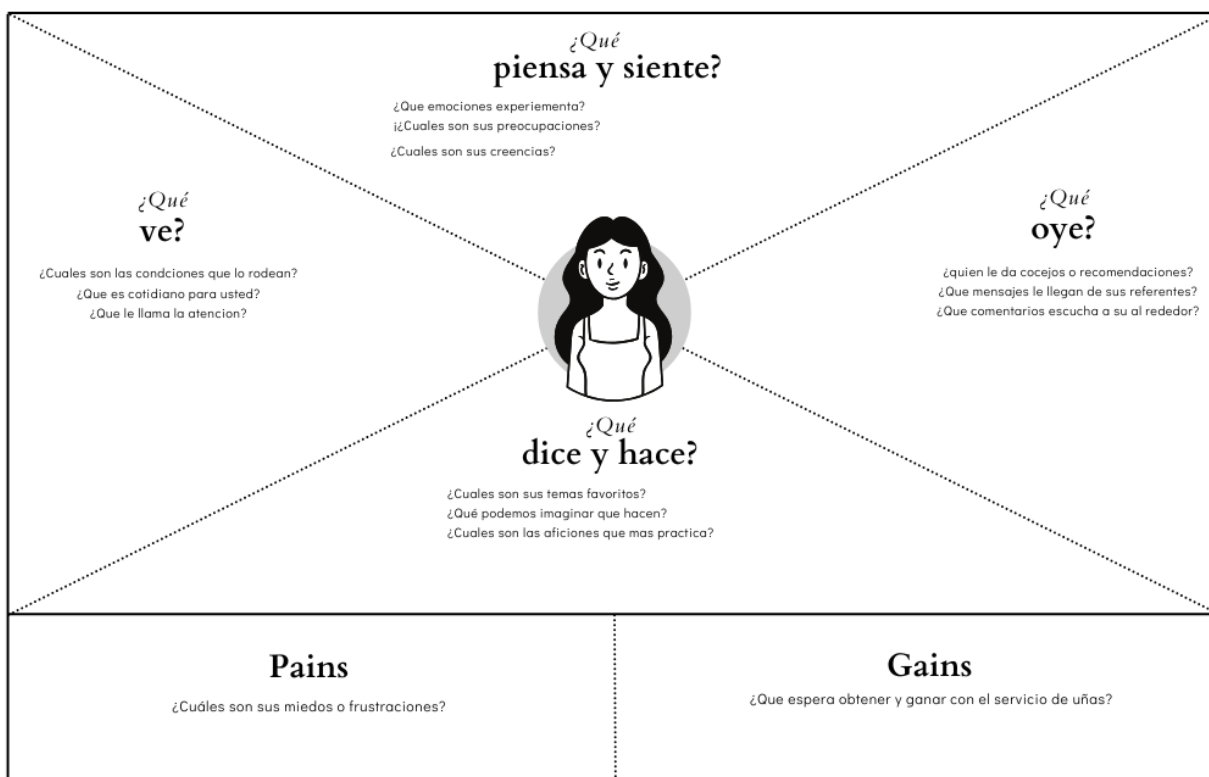 ¿Qué
piensa y siente?
¿Que emociones experiementa?
¡¿Cuales son sus preocupaciones?
¿Cuales son sus creencias?
¿Qué
ve?
¿Cuales son las condciones que lo rodean?
¿Que es cotidiano para usted?
¿Que le llama la atencion?
¿Qué
oye?
¿quien le da cocejos o recomendaciones?
¿Que mensajes le llegan de sus referentes?
¿Que comentarios escucha a su al rededor?
¿Qué
dice y hace?
¿Cuales son sus temas favoritos?
¿Qué podemos imaginar que hacen?
¿Cuales son las aficiones que mas practica?
Pains
¿Cuáles son sus miedos o frustraciones?
Gains
¿Que espera obtener y ganar con el servicio de uñas?